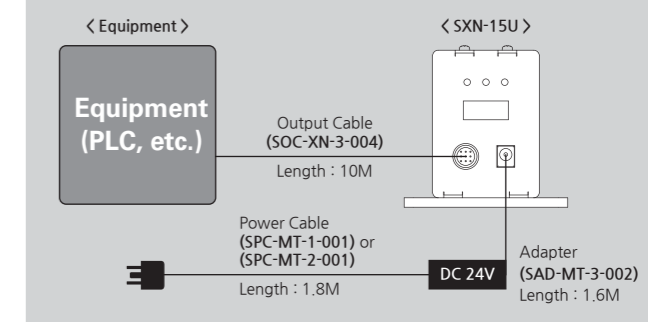 < Equipment >
< SXN-15U >
Equipment
(PLC, etc.)
Output Cable
(SOC-XN-3-004)
Length : 10M
Power Cable
(SPC-MT-1-001) or
(SPC-MT-2-001)
Length : 1.8M
DC 24V
Adapter
(SAD-MT-3-002)
Length : 1.6M